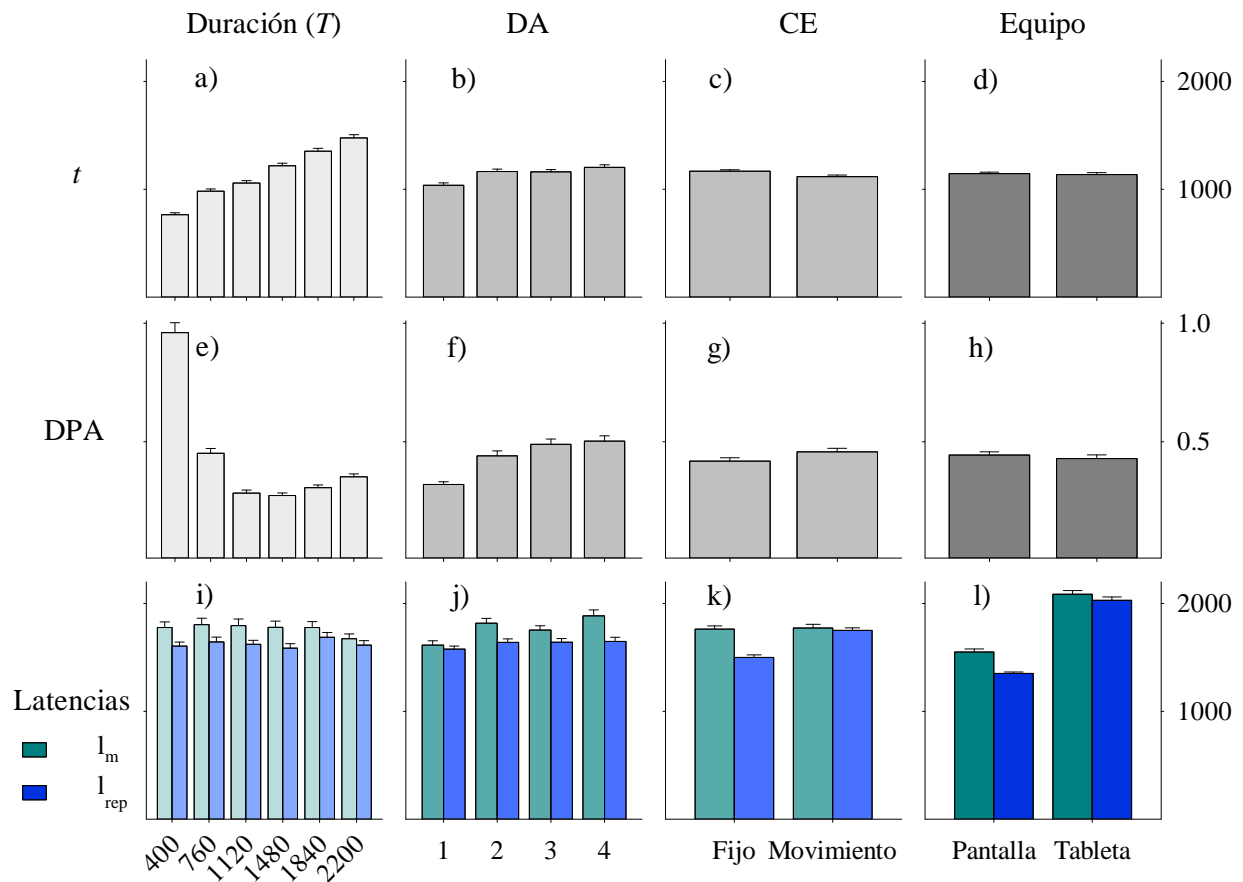 Duración (T) DA CE Equipo
a) b) c) d) 2000
t 1000
e) f) g) h) 1.0
DPA 0.5
i) j) k) l) 2000
Latencias 1000
l_m
l_rep
400 760 1120 1480 1840 2200 1 2 3 4 Fijo Movimiento Pantalla Tableta